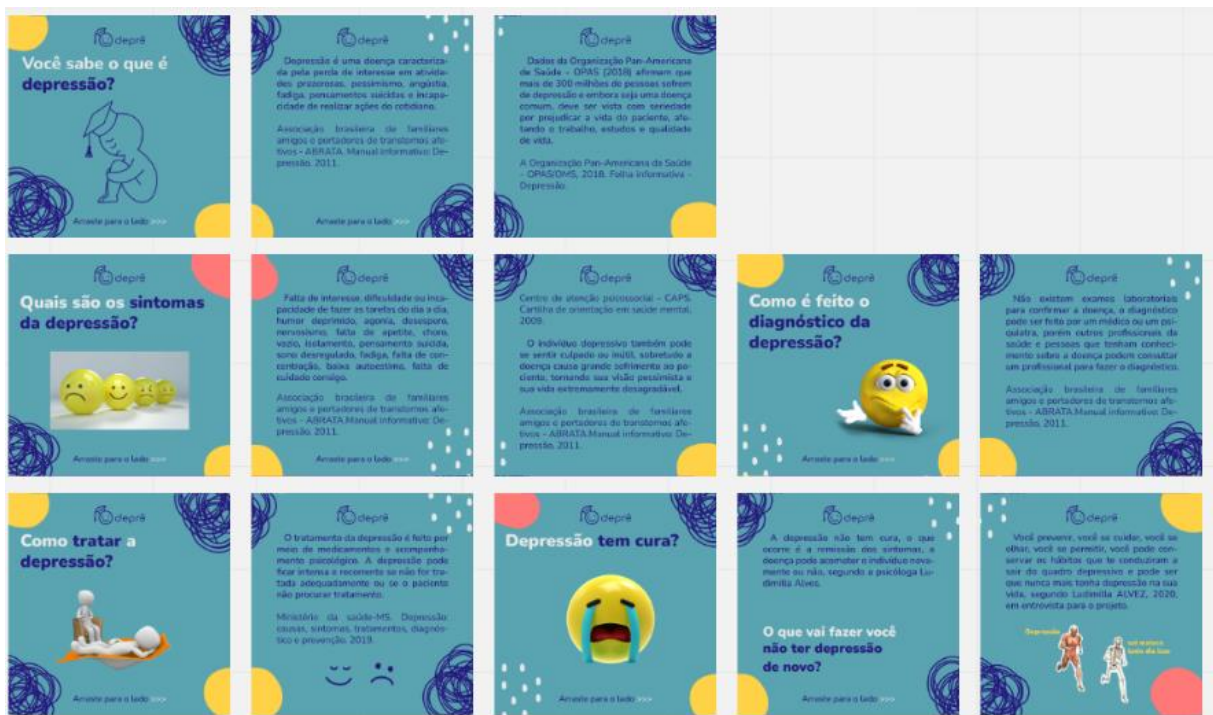 deprê
Você sabe o que é
depressão?
Arraste para o lado >>>
deprê
Depressão é uma doença caracteriza-
da pela perda de interesse em ativida-
des prazerosas, pessimismo, angústia,
fadiga, pensamentos suicidas e incapa-
cidade de realizar ações do cotidiano.
Associação brasileira de familiares
amigos e portadores de transtornos afe-
tivos - ABRATA. Manual informativo: De-
pressão. 2011.
Arraste para o lado >>>
deprê
Dados da Organização Pan-Americana
de Saúde - OPAS (2018) afirmam que
mais de 300 milhões de pessoas sofrem
de depressão e embora seja uma doença
comum, deve ser vista com seriedade
por prejudicar a vida do paciente, afe-
tando o trabalho, estudos e qualidade
de vida.
A Organização Pan-Americana da Saúde
- OPAS/OMS, 2018. Folha informativa -
Depressão.
deprê
Quais são os sintomas
da depressão?
Arraste para o lado >>>
deprê
Falta de interesse, dificuldade ou inca-
pacidade de fazer as tarefas do dia a dia,
humor deprimido, agonia, desespero,
nervosismo, falta de apetite, choro,
vazio, isolamento, pensamento suicida,
sono desregulado, fadiga, falta de con-
centração, baixa autoestima, falta de
cuidado consigo.
Associação brasileira de familiares
amigos e portadores de transtornos afe-
tivos - ABRATA.Manual informativo: De-
pressão. 2011.
Arraste para o lado >>>
deprê
Centro de atenção psicossocial - CAPS.
Cartilha de orientação em saúde mental,
2009.
O indivíduo depressivo também pode
se sentir culpado ou inútil, sobretudo a
doença causa grande sofrimento ao pa-
ciente, tornando sua visão pessimista e
sua vida extremamente desagradável.
Associação brasileira de familiares
amigos e portadores de transtornos afe-
tivos - ABRATA.Manual informativo: De-
pressão. 2011.
deprê
Como é feito o
diagnóstico da
depressão?
Arraste para o lado >>>
deprê
Não existem exames laboratoriais
para confirmar a doença, o diagnóstico
pode ser feito por um médico ou um psi-
quiatra, porém outros profissionais da
saúde e pessoas que tenham conheci-
mento sobre a doença podem consultar
um profissional para fazer o diagnóstico.
Associação brasileira de familiares
amigos e portadores de transtornos afe-
tivos - ABRATA.Manual informativo: De-
pressão. 2011.
deprê
Como tratar a
depressão?
Arraste para o lado >>>
deprê
O tratamento da depressão é feito por
meio de medicamentos e acompanha-
mento psicológico. A depressão pode
ficar intensa e recorrente se não for tra-
tada adequadamente ou se o paciente
não procurar tratamento.
Ministério da saúde-MS. Depressão:
causas, sintomas, tratamentos, diagnós-
tico e prevenção. 2019.
deprê
Depressão tem cura?
Arraste para o lado >>>
deprê
A depressão não tem cura, o que
ocorre é a remissão dos sintomas, a
doença pode acometer o indivíduo nova-
mente ou não, segundo a psicóloga Lu-
dimilla Alves.
O que vai fazer você
não ter depressão
de novo?
Arraste para o lado >>>
deprê
Você prevenir, você se cuidar, você se
olhar, você se permitir, você pode con-
servar os hábitos que te conduziram a
sair do quadro depressivo e pode ser
que nunca mais tenha depressão na sua
vida, segundo Ludimilla ALVEZ, 2020,
em entrevista para o projeto.
Depressão